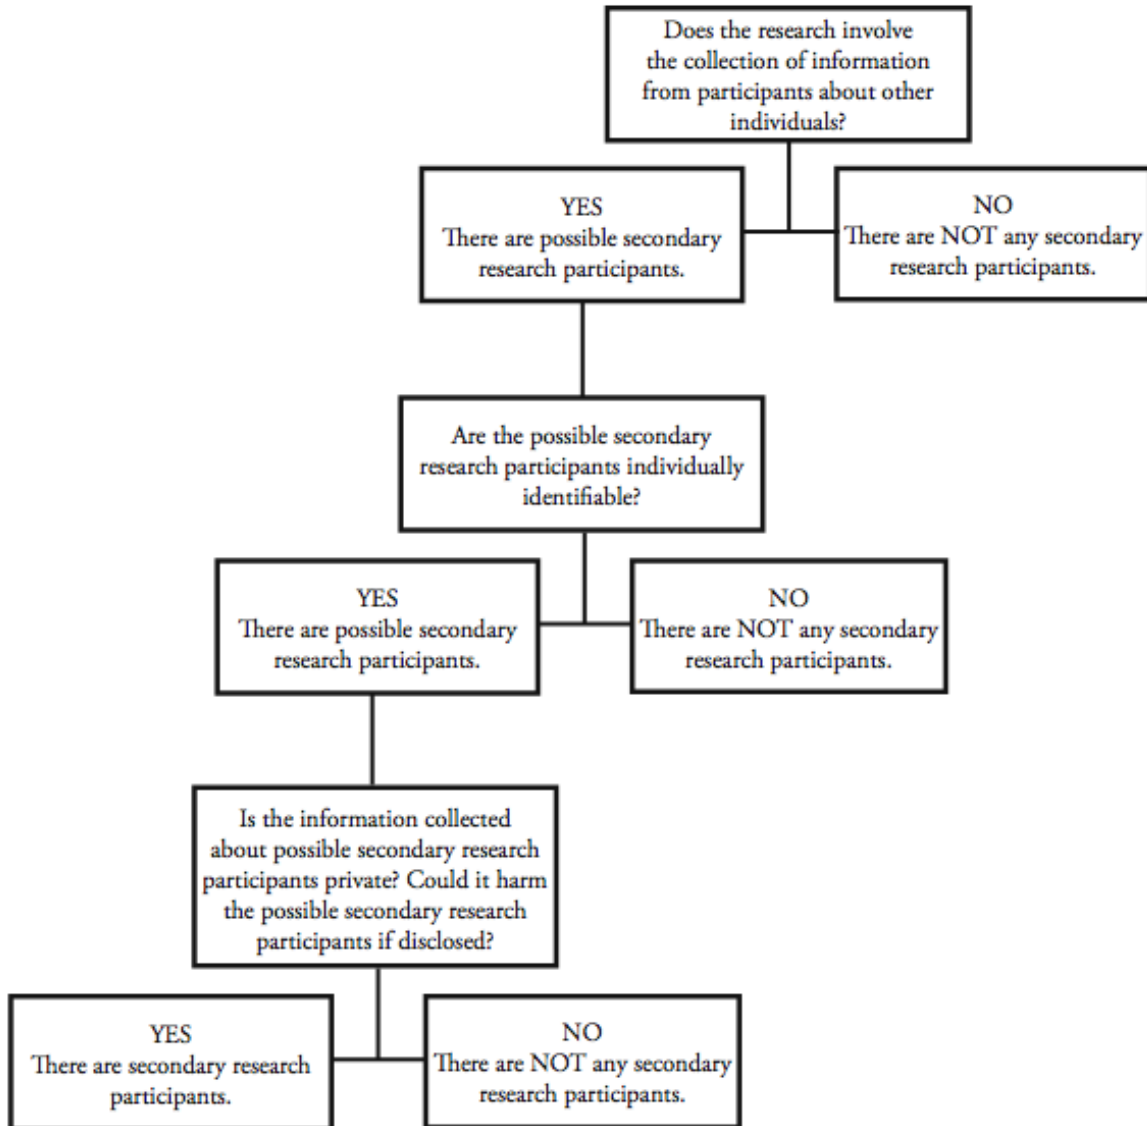 Does the research involve
the collection of information
from participants about other
individuals?
YES
There are possible secondary
research participants.
NO
There are NOT any secondary
research participants.
Are the possible secondary
research participants individually
identifiable?
YES
There are possible secondary
research participants.
NO
There are NOT any secondary
research participants.
Is the information collected
about possible secondary research
participants private? Could it harm
the possible secondary research
participants if disclosed?
YES
There are secondary research
participants.
NO
There are NOT any secondary
research participants.